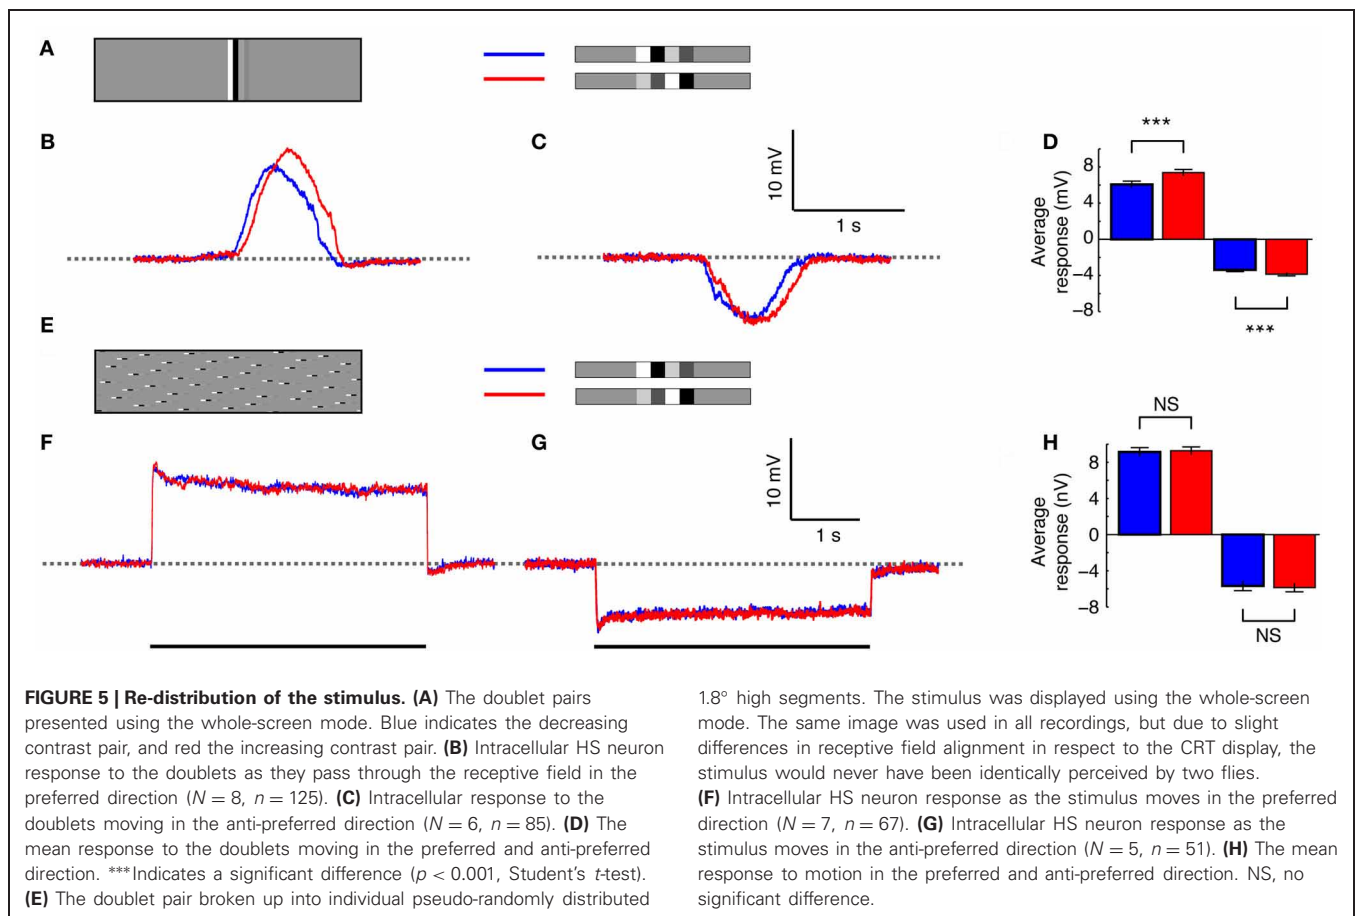 A
B
C
10 mV
1 s
D
Average
response (mV)
8
4
0
−4
−8
***
***
E
F
G
10 mV
1 s
H
Average
response (nV)
8
4
0
−4
−8
NS
NS
FIGURE 5 | Re-distribution of the stimulus. (A) The doublet pairs
presented using the whole-screen mode. Blue indicates the decreasing
contrast pair, and red the increasing contrast pair. (B) Intracellular HS neuron
response to the doublets as they pass through the receptive field in the
preferred direction (N = 8, n = 125). (C) Intracellular response to the
doublets moving in the anti-preferred direction (N = 6, n = 85). (D) The
mean response to the doublets moving in the preferred and anti-preferred
direction. ***Indicates a significant difference (p < 0.001, Student’s t-test).
(E) The doublet pair broken up into individual pseudo-randomly distributed
1.8° high segments. The stimulus was displayed using the whole-screen
mode. The same image was used in all recordings, but due to slight
differences in receptive field alignment in respect to the CRT display, the
stimulus would never have been identically perceived by two flies.
(F) Intracellular HS neuron response as the stimulus moves in the preferred
direction (N = 7, n = 67). (G) Intracellular HS neuron response as the
stimulus moves in the anti-preferred direction (N = 5, n = 51). (H) The mean
response to motion in the preferred and anti-preferred direction. NS, no
significant difference.